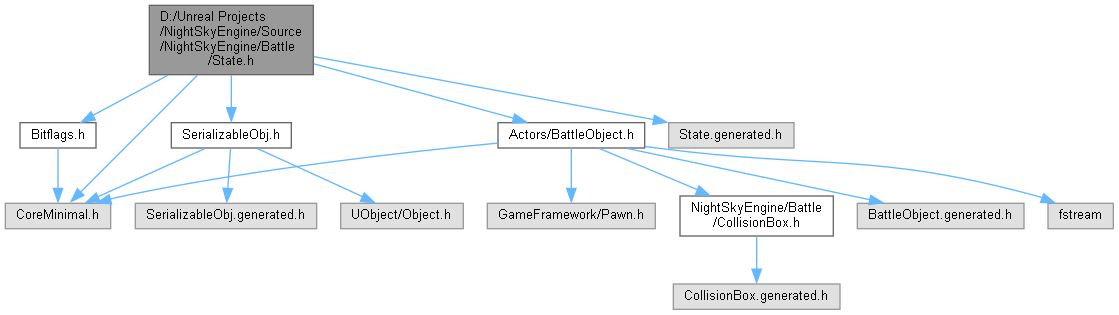 D:/Unreal Projects
/NightSkyEngine/Source
/NightSkyEngine/Battle
/State.h
Bitflags.h
SerializableObj.h
Actors/BattleObject.h
State.generated.h
CoreMinimal.h
SerializableObj.generated.h
UObject/Object.h
GameFramework/Pawn.h
NightSkyEngine/Battle
/CollisionBox.h
BattleObject.generated.h
fstream
CollisionBox.generated.h